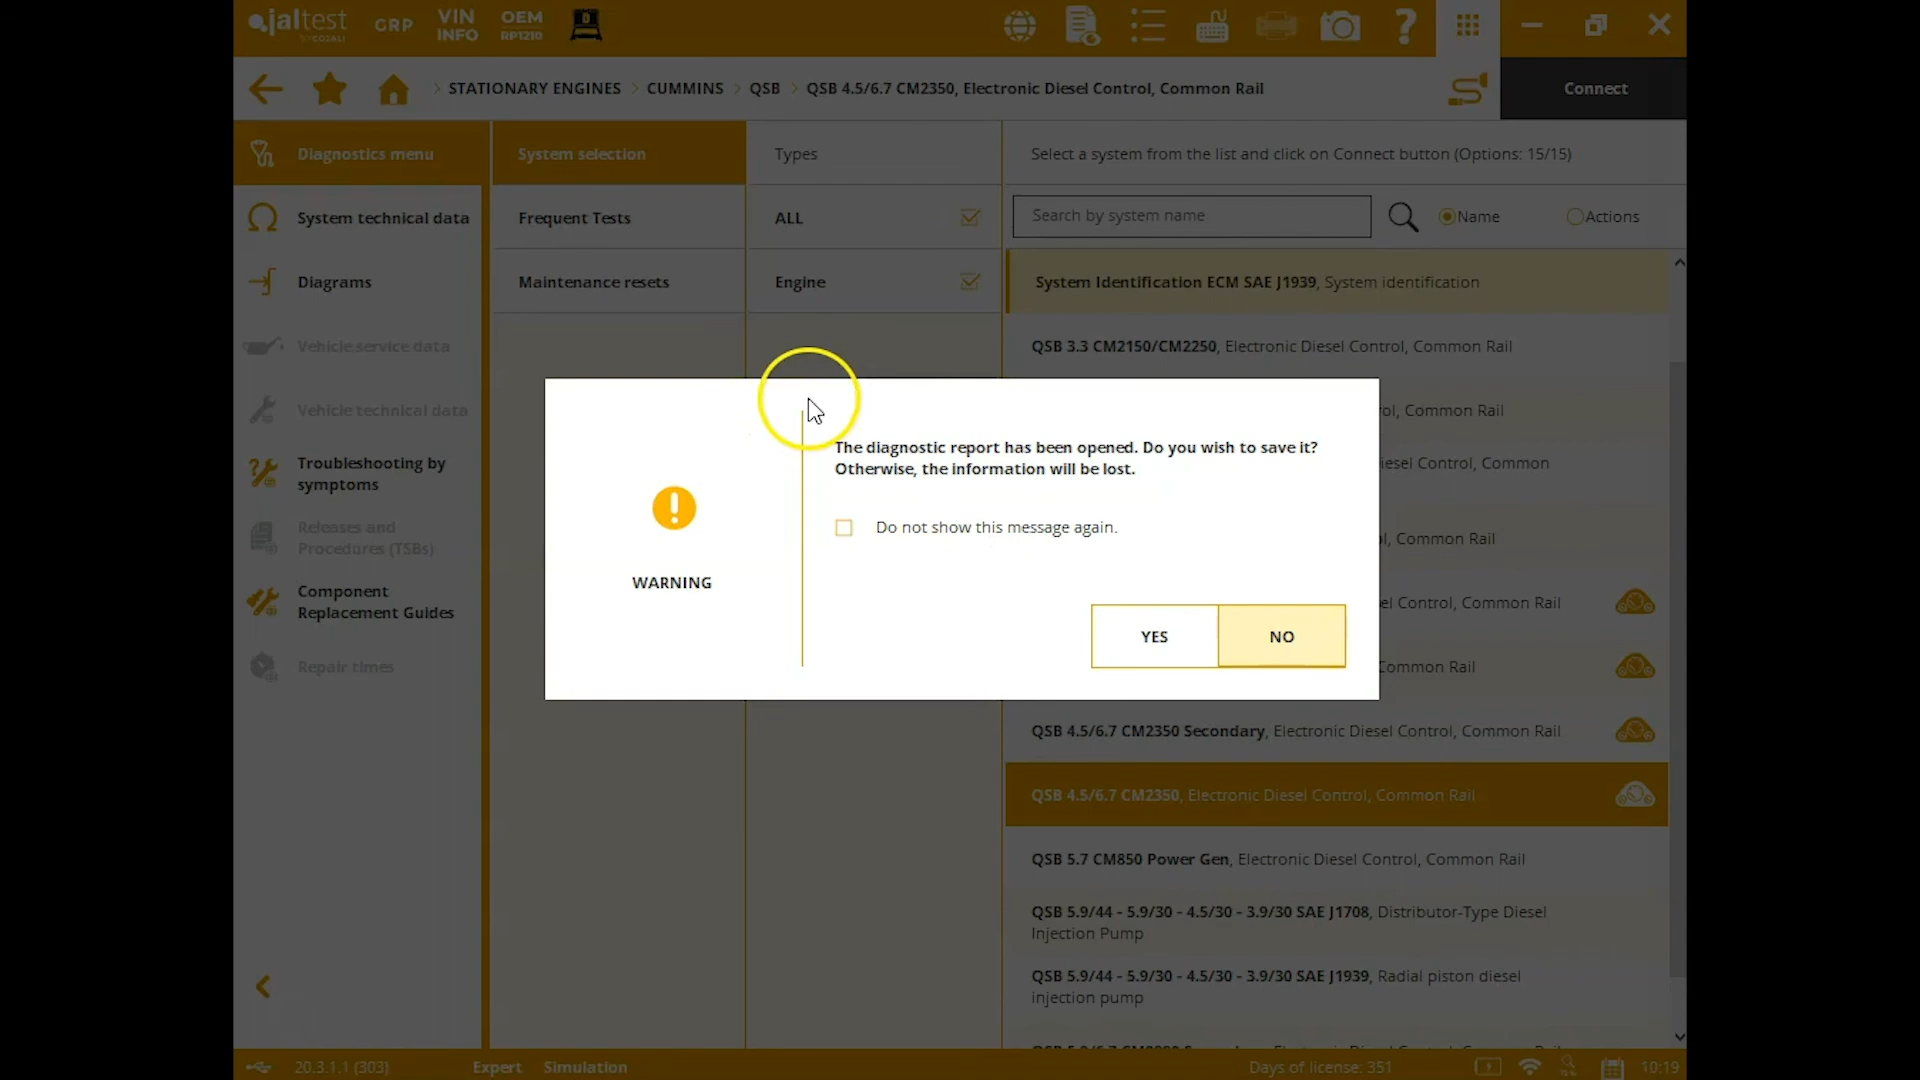 jaltest
BY COJALI
GRP
VIN
INFO
OEM
RP1210
D
?
STATIONARY ENGINES > CUMMINS > QSB > QSB 4.5/6.7 CM2350, Electronic Diesel Control, Common Rail
Connect
Diagnostics menu
System technical data
Diagrams
Vehicle service data
Vehicle technical data
Troubleshooting by
symptoms
Releases and
Procedures (TSBs)
Component
Replacement Guides
Repair times
System selection
Frequent Tests
Maintenance resets
Types
ALL
Engine
Select a system from the list and click on Connect button (Options: 15/15)
Search by system name
Name
Actions
System Identification ECM SAE J1939, System identification
QSB 3.3 CM2150/CM2250, Electronic Diesel Control, Common Rail
ol, Common Rail
iesel Control, Common
ol, Common Rail
el Control, Common Rail
Common Rail
QSB 4.5/6.7 CM2350 Secondary, Electronic Diesel Control, Common Rail
QSB 4.5/6.7 CM2350, Electronic Diesel Control, Common Rail
QSB 5.7 CM850 Power Gen, Electronic Diesel Control, Common Rail
QSB 5.9/44 - 5.9/30 - 4.5/30 - 3.9/30 SAE J1708, Distributor-Type Diesel
Injection Pump
QSB 5.9/44 - 5.9/30 - 4.5/30 - 3.9/30 SAE J1939, Radial piston diesel
injection pump
WARNING
The diagnostic report has been opened. Do you wish to save it?
Otherwise, the information will be lost.
Do not show this message again.
YES
NO
20.3.1.1 (303)
Expert
Simulation
Days of license: 351
10:19